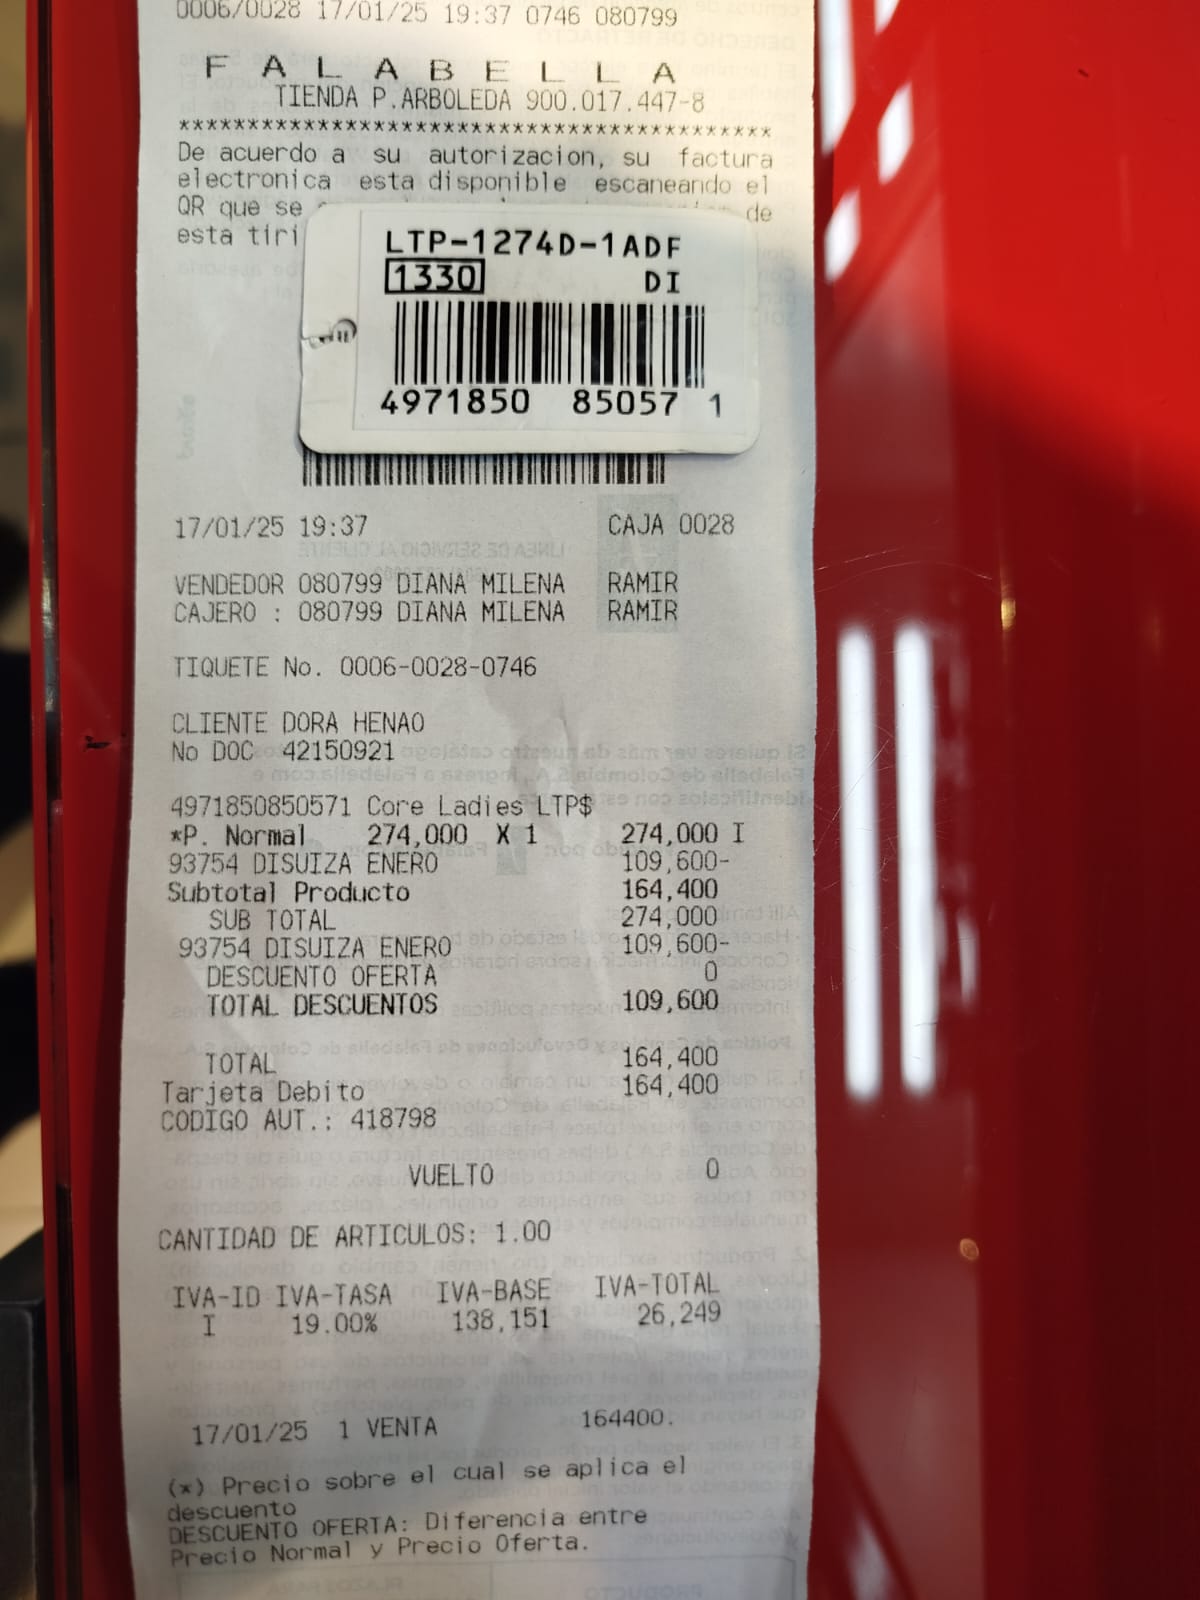 0006/0028 17/01/25 19:37 0746 080799
F A L A B E L L A
TIENDA P.ARBOLEDA 900.017.447-8
*******************************************
De acuerdo a su autorizacion, su factura
electronica esta disponible escaneando el
QR que se de
esta tiri
LTP-1274D-1ADF
1330 DI
4971850 85057 1
17/01/25 19:37 CAJA 0028
VENDEDOR 080799 DIANA MILENA RAMIR
CAJERO : 080799 DIANA MILENA RAMIR
TIQUETE No. 0006-0028-0746
CLIENTE DORA HENAO
No DOC 42150921
4971850850571 Core Ladies LTP$
*P. Normal 274,000 X 1 274,000 I
93754 DISUIZA ENERO 109,600-
Subtotal Producto 164,400
SUB TOTAL 274,000
93754 DISUIZA ENERO 109,600-
DESCUENTO OFERTA 0
TOTAL DESCUENTOS 109,600
TOTAL 164,400
Tarjeta Debito 164,400
CODIGO AUT.: 418798
VUELTO 0
CANTIDAD DE ARTICULOS: 1.00
IVA-ID IVA-TASA IVA-BASE IVA-TOTAL
I 19.00% 138,151 26,249
17/01/25 1 VENTA 164400.
(*) Precio sobre el cual se aplica el
descuento
DESCUENTO OFERTA: Diferencia entre
Precio Normal y Precio Oferta.